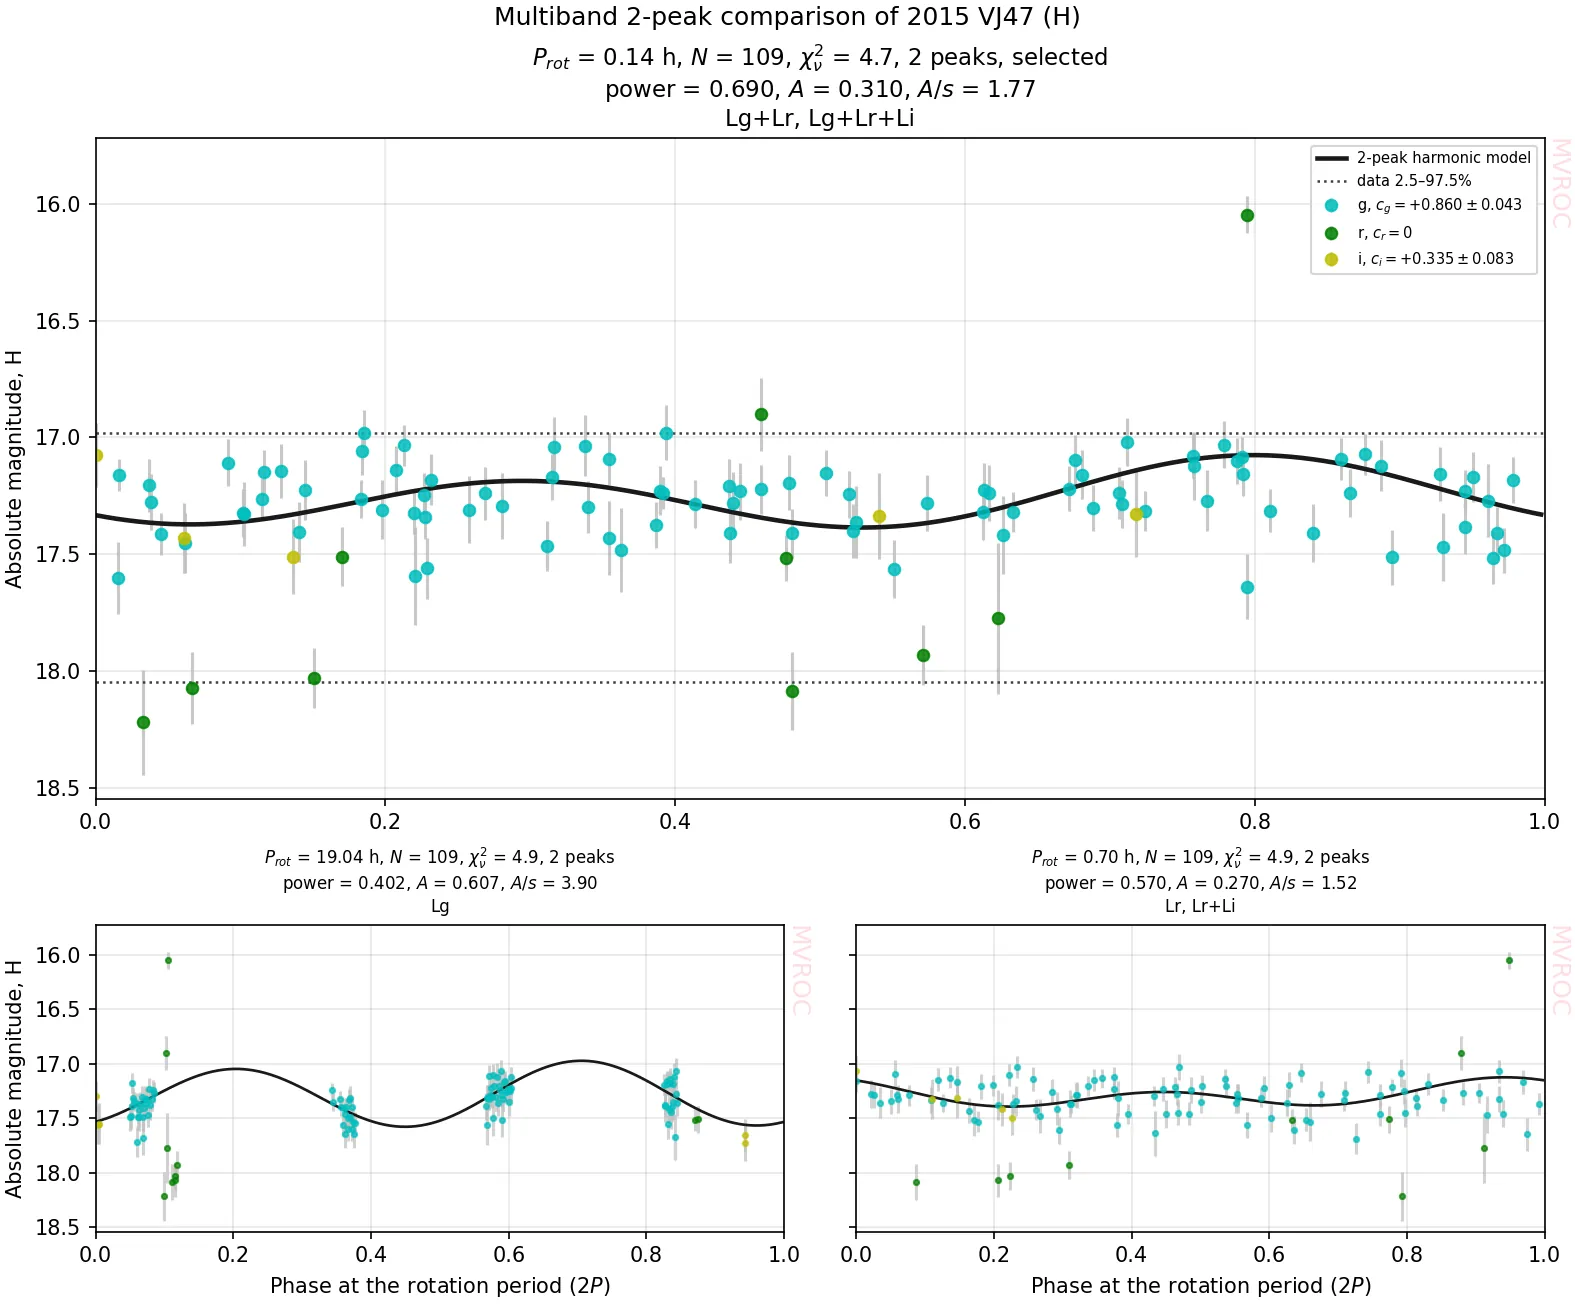 Multiband 2-peak comparison of 2015 VJ47 (H)
P_rot = 0.14 h, N = 109, χ²_ν = 4.7, 2 peaks, selected
power = 0.690, A = 0.310, A/s = 1.77
Lg+Lr, Lg+Lr+Li
2-peak harmonic model
data 2.5–97.5%
g, c_g = +0.860 ± 0.043
r, c_r = 0
i, c_i = +0.335 ± 0.083
MVROC
Absolute magnitude, H
16.0
16.5
17.0
17.5
18.0
18.5
0.0 0.2 0.4 0.6 0.8 1.0
P_rot = 19.04 h, N = 109, χ²_ν = 4.9, 2 peaks
power = 0.402, A = 0.607, A/s = 3.90
Lg
MVROC
Absolute magnitude, H
16.0
16.5
17.0
17.5
18.0
18.5
0.0 0.2 0.4 0.6 0.8 1.0
Phase at the rotation period (2P)
P_rot = 0.70 h, N = 109, χ²_ν = 4.9, 2 peaks
power = 0.570, A = 0.270, A/s = 1.52
Lr, Lr+Li
MVROC
0.0 0.2 0.4 0.6 0.8 1.0
Phase at the rotation period (2P)